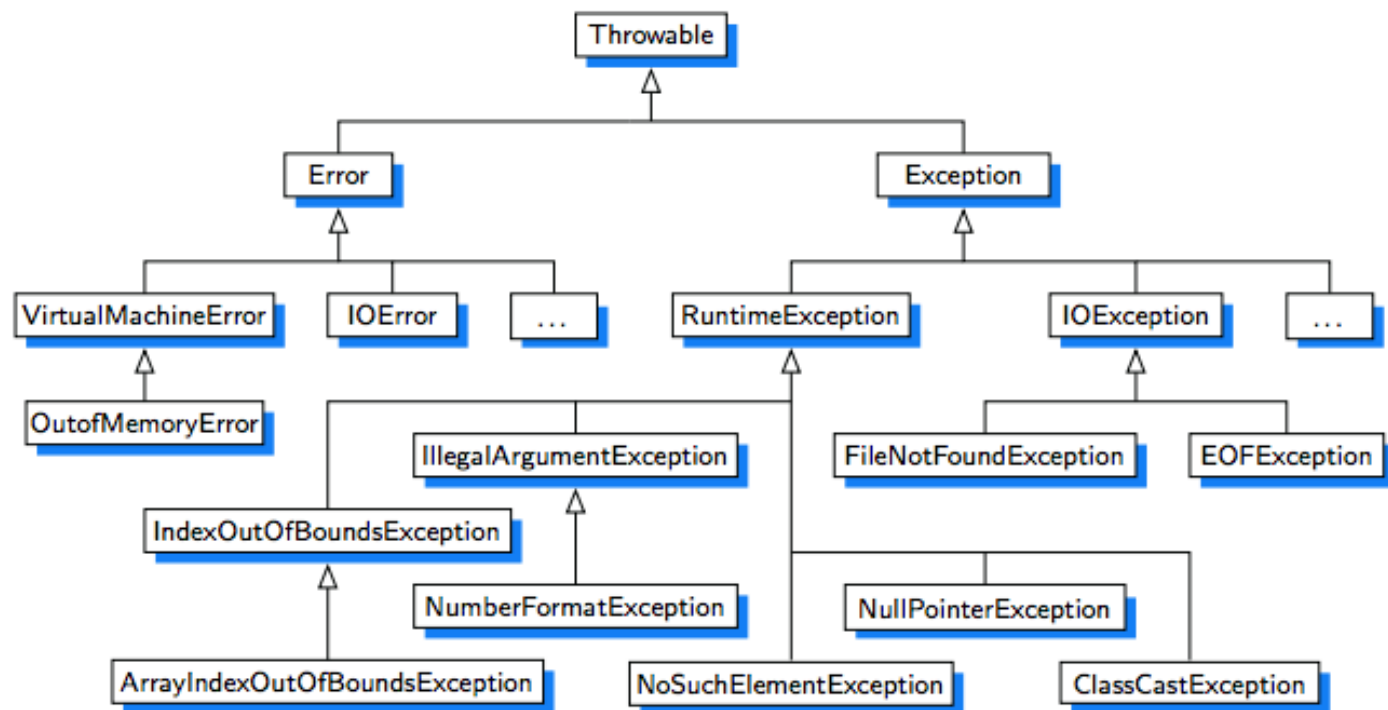 Throwable
Error
Exception
VirtualMachineError
IOError
...
RuntimeException
IOException
...
OutofMemoryError
IllegalArgumentException
FileNotFoundException
EOFException
IndexOutOfBoundsException
NumberFormatException
NullPointerException
ArrayIndexOutOfBoundsException
NoSuchElementException
ClassCastException